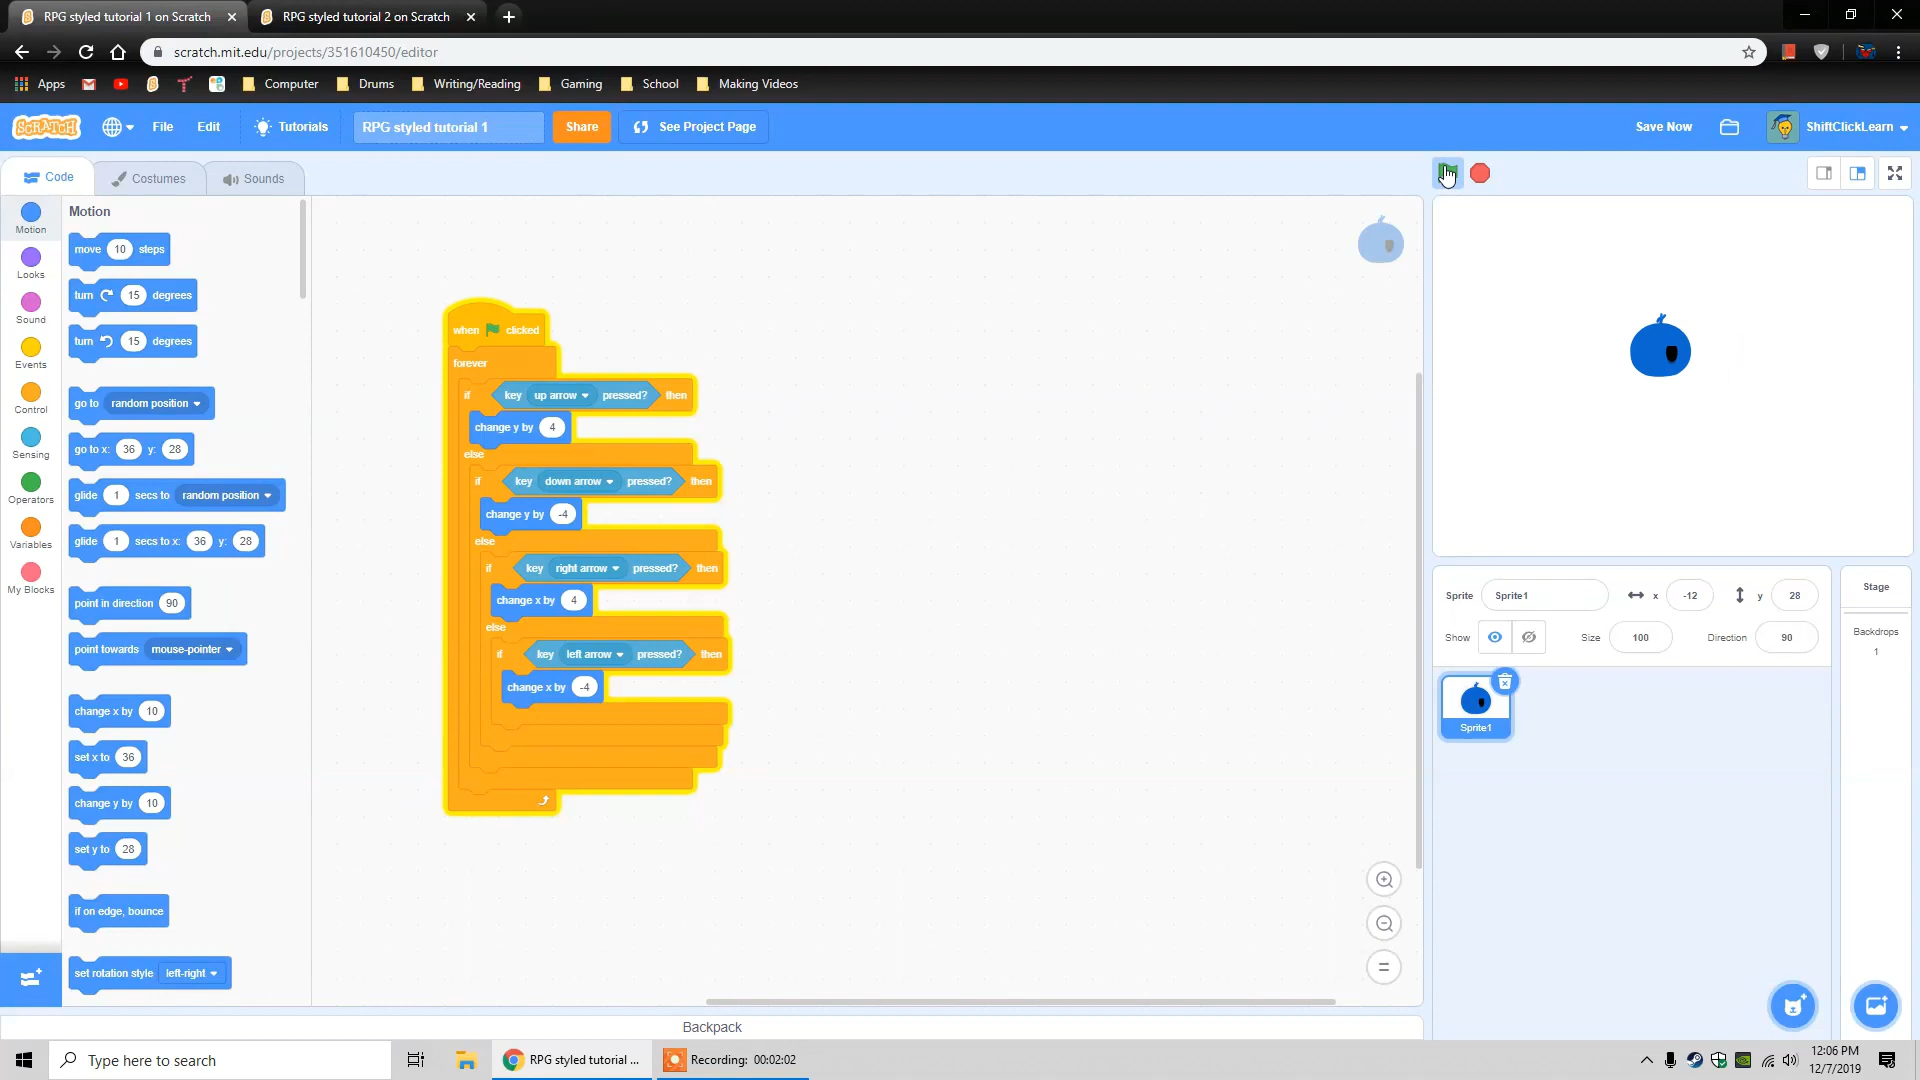 RPG styled tutorial 1 on Scratch
RPG styled tutorial 2 on Scratch
scratch.mit.edu/projects/351610450/editor
Apps Computer Drums Writing/Reading Gaming School Making Videos
SCRATCH File Edit Tutorials RPG styled tutorial 1 Share See Project Page Save Now ShiftClickLearn
Code Costumes Sounds
Motion
Looks
Sound
Events
Control
Sensing
Operators
Variables
My Blocks
Motion
move 10 steps
turn 15 degrees
turn 15 degrees
go to random position
go to x: 36 y: 28
glide 1 secs to random position
glide 1 secs to x: 36 y: 28
point in direction 90
point towards mouse-pointer
change x by 10
set x to 36
change y by 10
set y to 28
if on edge, bounce
set rotation style left-right
when clicked
forever
if key up arrow pressed? then
change y by 4
else
if key down arrow pressed? then
change y by -4
else
if key right arrow pressed? then
change x by 4
else
if key left arrow pressed? then
change x by -4
Sprite Sprite1 x -12 y 28
Show Size 100 Direction 90
Sprite1
Stage
Backdrops
1
Backpack
Type here to search
RPG styled tutorial ...
Recording: 00:02:02
12:06 PM
12/7/2019